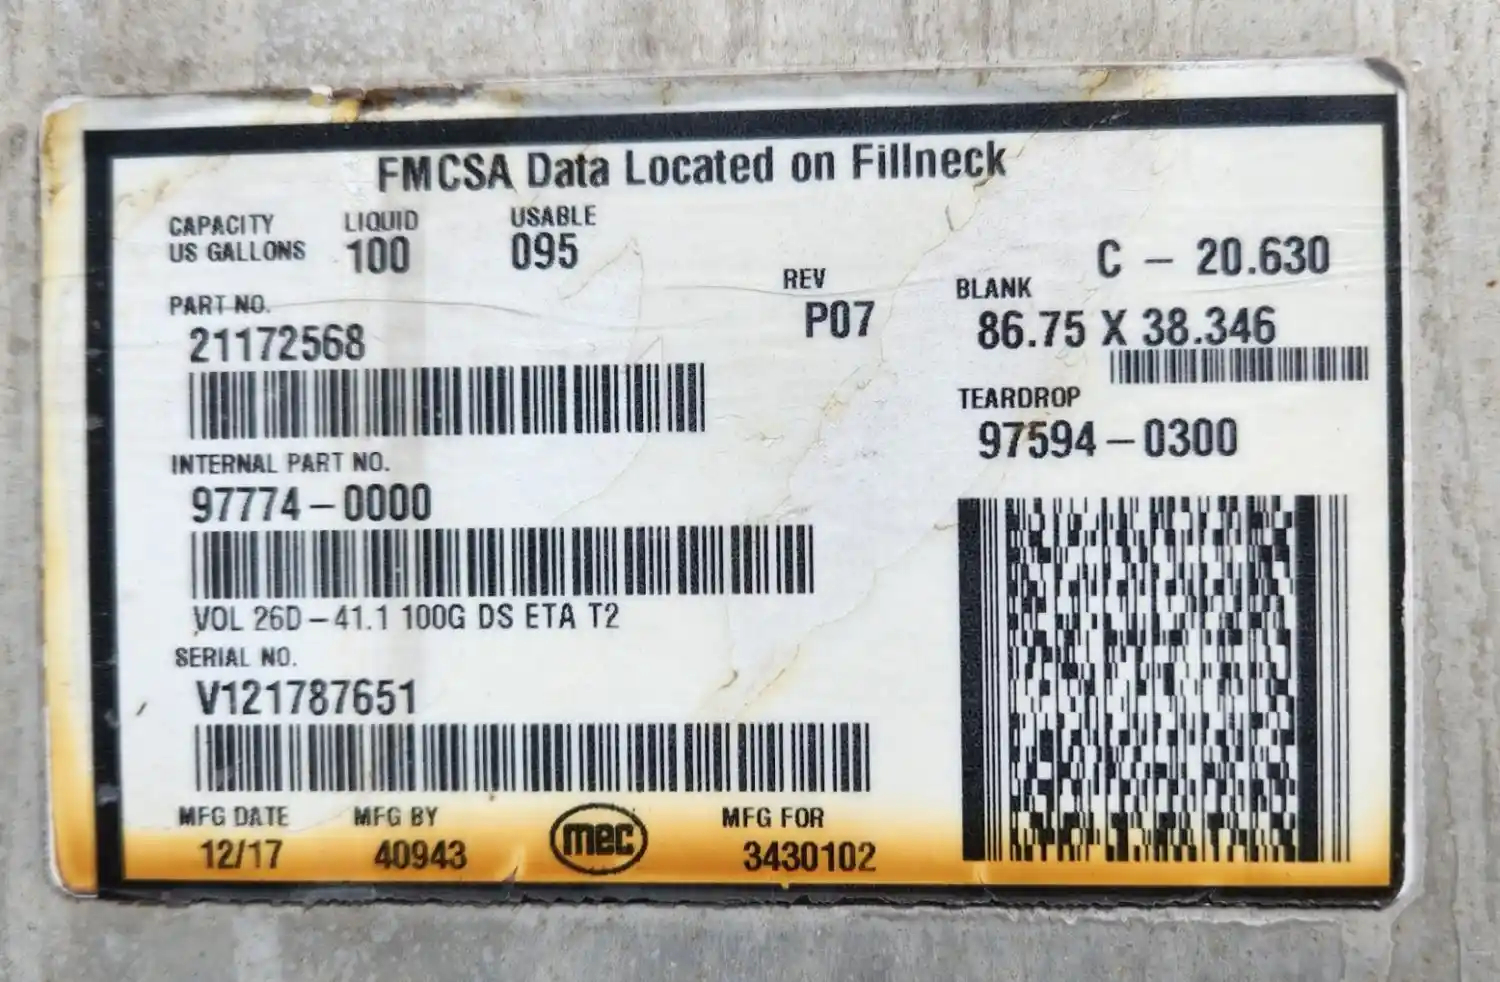 FMCSA Data Located on Fillneck
CAPACITY
US GALLONS
LIQUID
100
USABLE
095
PART NO.
21172568
REV
P07
C – 20.630
BLANK
86.75 X 38.346
TEARDROP
97594–0300
INTERNAL PART NO.
97774–0000
VOL 26D–41.1 100G DS ETA T2
SERIAL NO.
V121787651
MFG DATE
12/17
MFG BY
40943
mec
MFG FOR
3430102